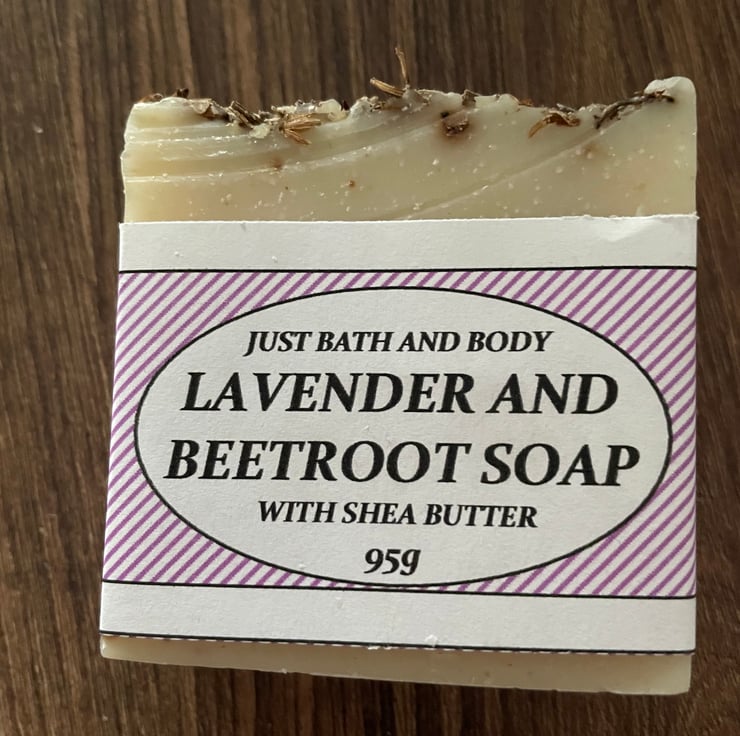 JUST BATH AND BODY
LAVENDER AND
BEETROOT SOAP
WITH SHEA BUTTER
95g